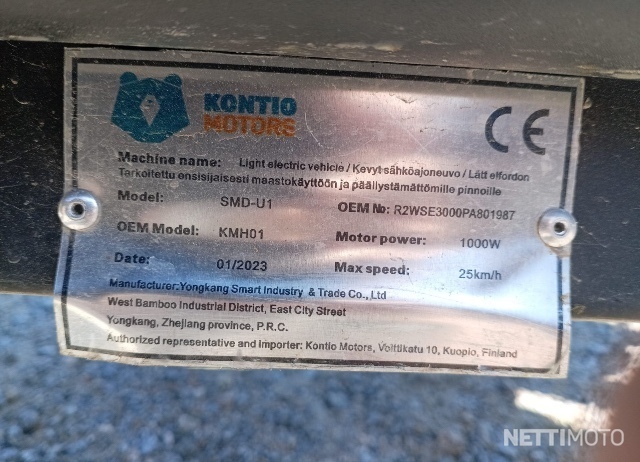 KONTIO
MOTORS
CE
Machine name: Light electric vehicle / Kevyt sähköajoneuvo / Lätt elfordon
Tarkoitettu ensisijaisesti maastokäyttöön ja päällystämättömille pinnoille
Model: SMD-U1 OEM No: R2WSE3000PA801987
OEM Model: KMH01 Motor power: 1000W
Date: 01/2023 Max speed: 25km/h
Manufacturer:Yongkang Smart Industry & Trade Co.,Ltd
West Bamboo Industrial District, East City Street
Yongkang, Zhejiang province, P.R.C.
Authorized representative and importer: Kontio Motors, Volttikatu 10, Kuopio, Finland
NETTIMOTO